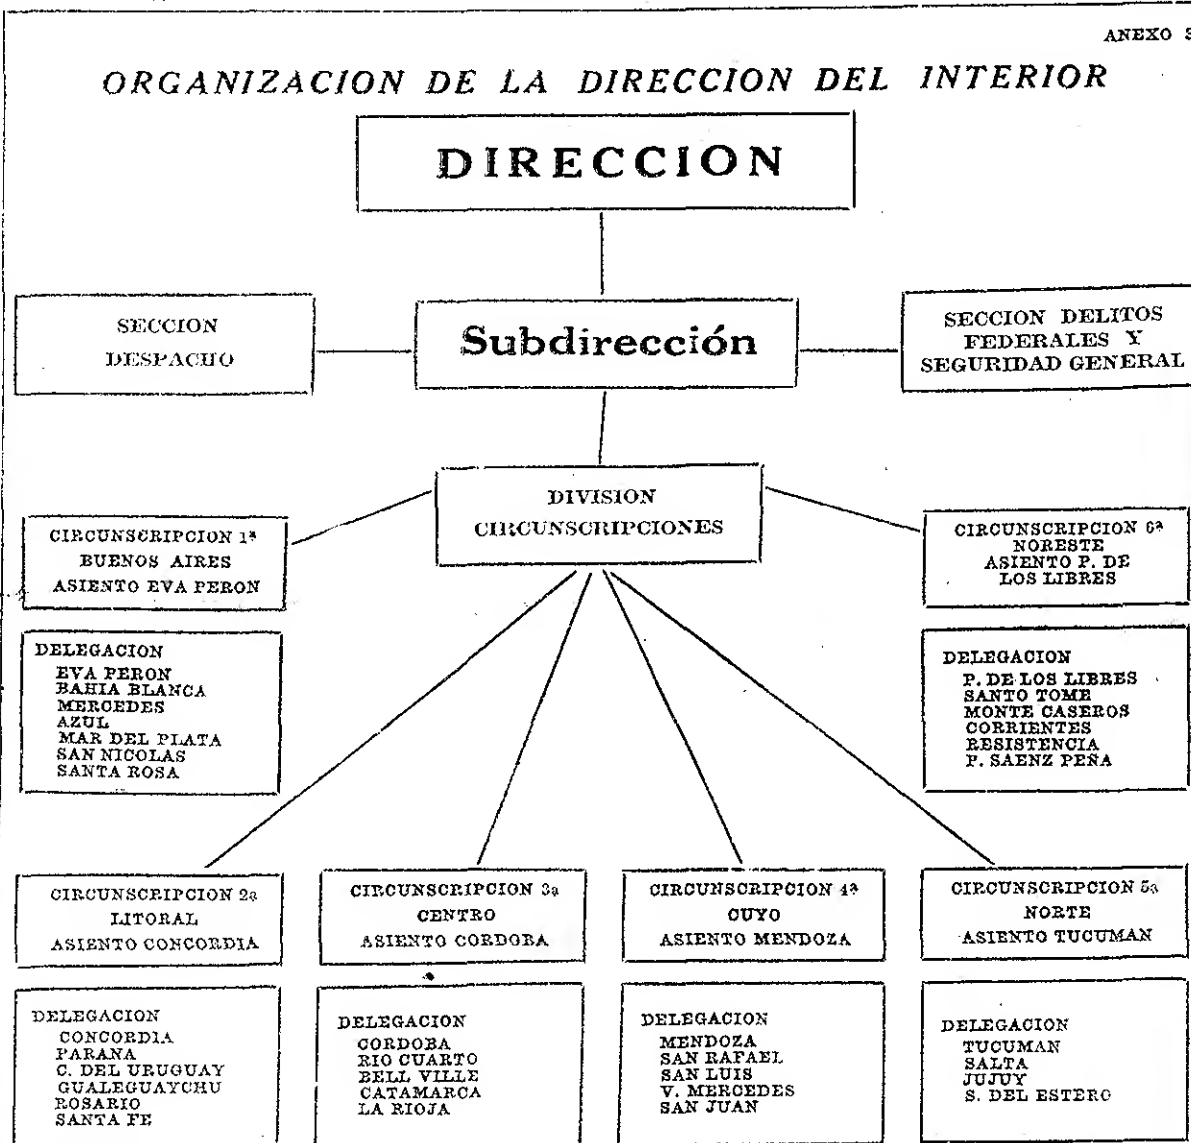 ANEXO 3
ORGANIZACION DE LA DIRECCION DEL INTERIOR
DIRECCION
SECCION
DESPACHO
Subdirección
SECCION DELITOS
FEDERALES Y
SEGURIDAD GENERAL
DIVISION
CIRCUNSCRIPCIONES
CIRCUNSCRIPCION 1ª
BUENOS AIRES
ASIENTO EVA PERON
CIRCUNSCRIPCION 6ª
NORESTE
ASIENTO P. DE
LOS LIBRES
DELEGACION
EVA PERON
BAHIA BLANCA
MERCEDES
AZUL
MAR DEL PLATA
SAN NICOLAS
SANTA ROSA
DELEGACION
P. DE LOS LIBRES
SANTO TOME
MONTE CASEROS
CORRIENTES
RESISTENCIA
P. SAENZ PEÑA
CIRCUNSCRIPCION 2a
LITORAL
ASIENTO CONCORDIA
CIRCUNSCRIPCION 3a
CENTRO
ASIENTO CORDOBA
CIRCUNSCRIPCION 4ª
CUYO
ASIENTO MENDOZA
CIRCUNSCRIPCION 5a
NORTE
ASIENTO TUCUMAN
DELEGACION
CONCORDIA
PARANA
C. DEL URUGUAY
GUALEGUAYCHU
ROSARIO
SANTA FE
DELEGACION
CORDOBA
RIO CUARTO
BELL VILLE
CATAMARCA
LA RIOJA
DELEGACION
MENDOZA
SAN RAFAEL
SAN LUIS
V. MERCEDES
SAN JUAN
DELEGACION
TUCUMAN
SALTA
JUJUY
S. DEL ESTERO